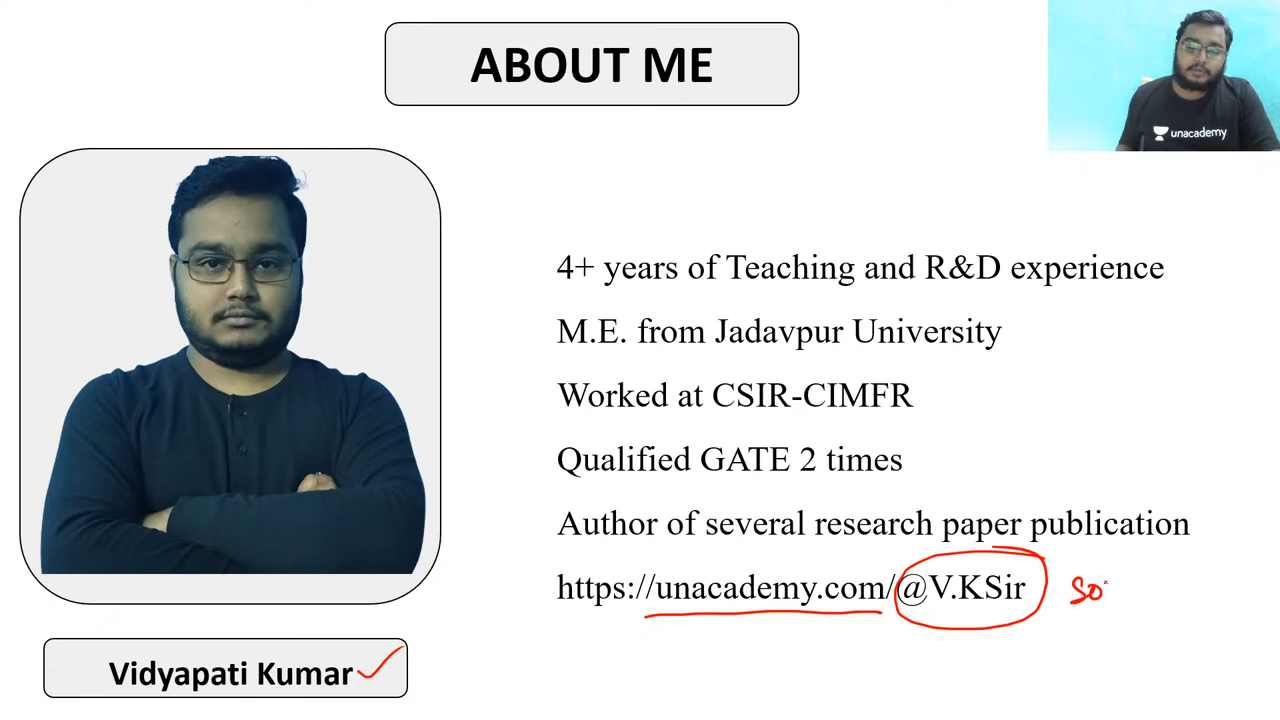 ABOUT ME
unacademy
4+ years of Teaching and R&D experience
M.E. from Jadavpur University
Worked at CSIR-CIMFR
Qualified GATE 2 times
Author of several research paper publication
https://unacademy.com/@V.KSir
so
Vidyapati Kumar